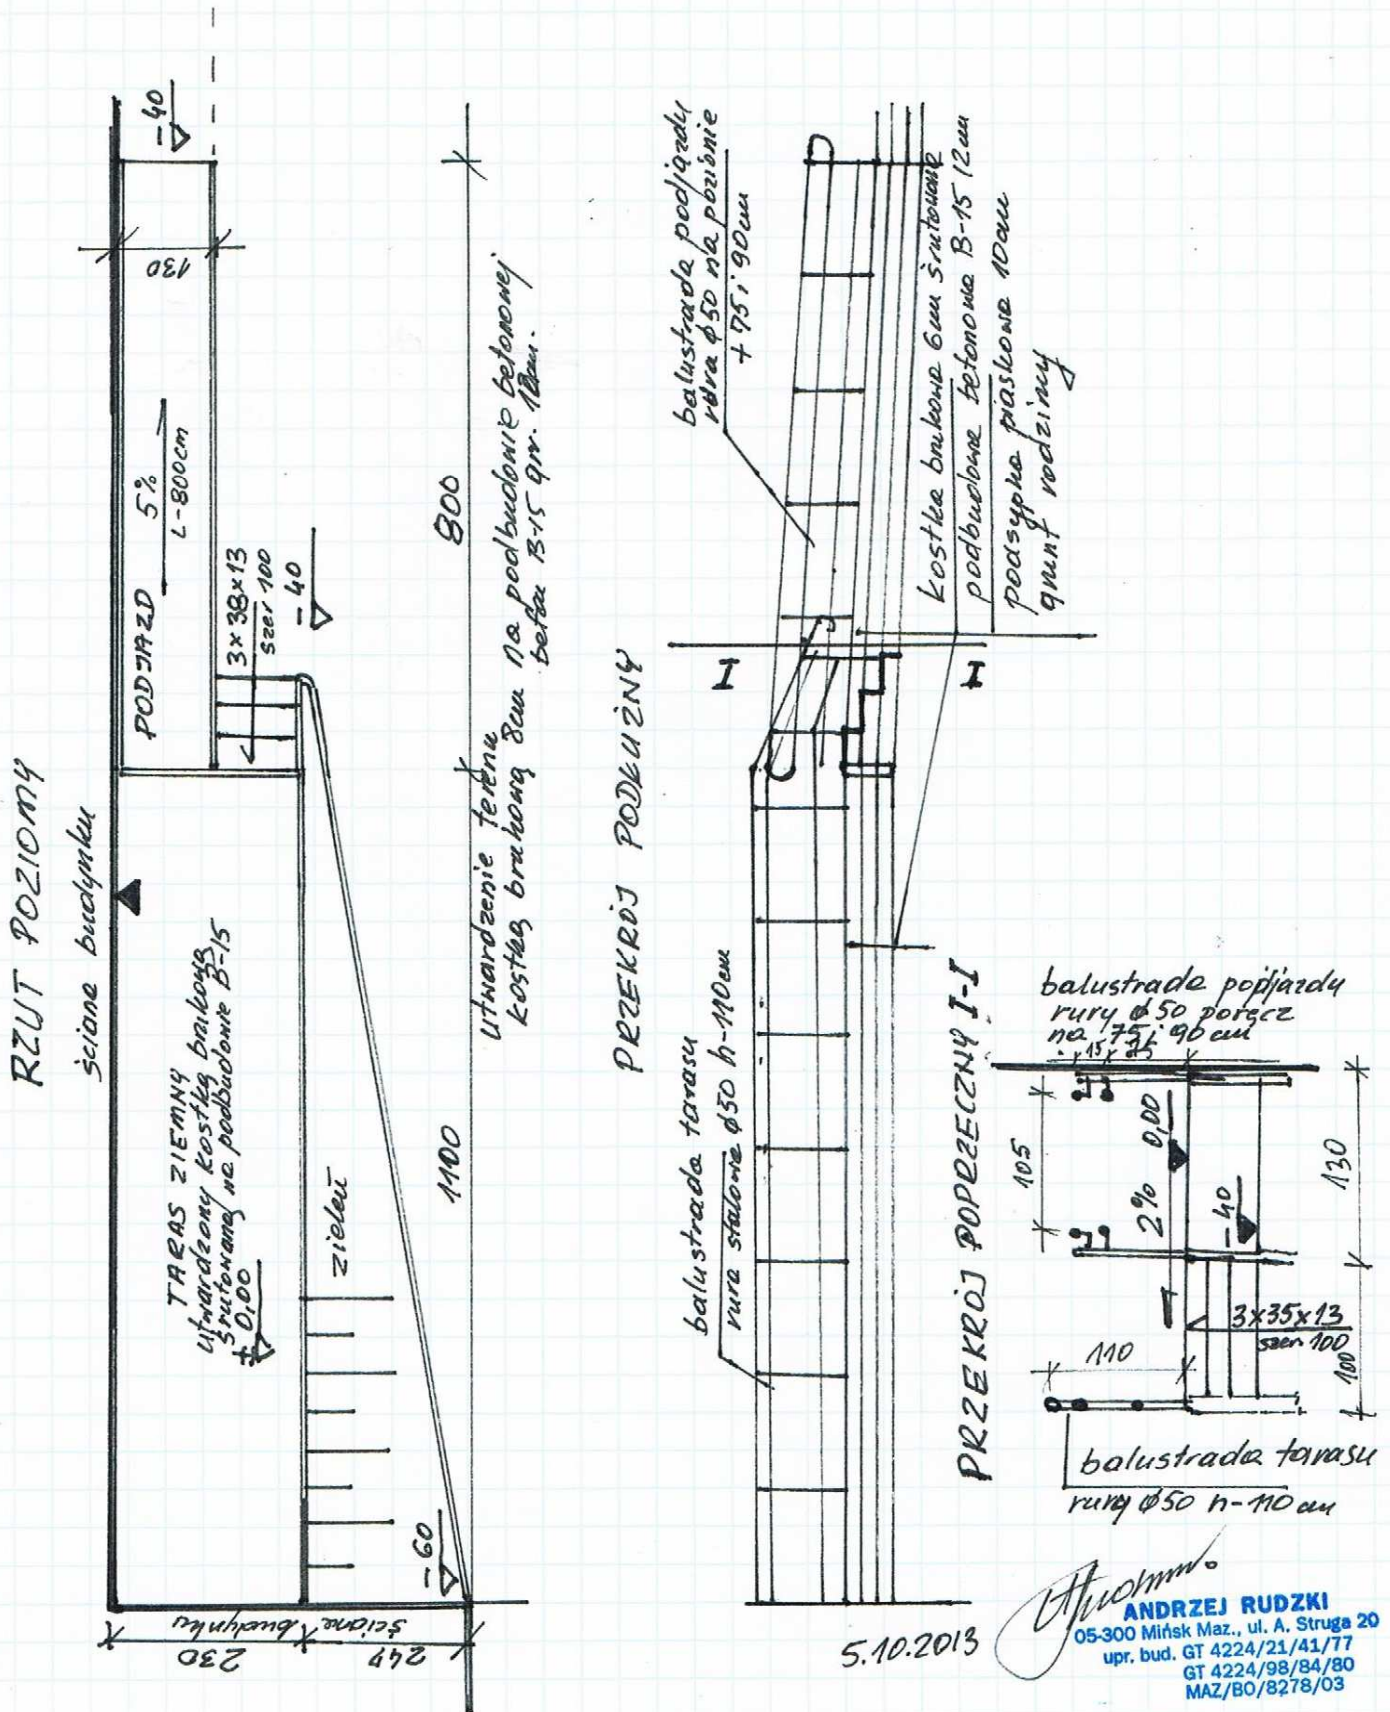 RZUT POZIOMY
ściana budynku
-40
130
PODJAZD
5%
L-800cm
3×38×13
szer 100
-40
800
utwardzenie terenu
kostką brukową 8cm na podbudowie betonowej
beton B-15 gr.
TARAS ZIEMNY
utwardzony kostką brukową
śrutowaną na podbudowie B-15
± 0,00
zieleń
1100
-60
230
ściana
budynku
PRZEKRÓJ PODŁUŻNY
balustrada podjazdu
rura ϕ50 na poziomie
+75 i 90cm
kostka brukowa 6cm śrutowana
podbudowa betonowa B-15 12cm
podsypka piaskowa 10cm
grunt rodzimy
I
I
balustrada tarasu
rura stalowa ϕ50 h-110cm
PRZEKRÓJ POPRZECZNY I-I
balustrada podjazdu
rury ϕ50 poręcz
na 75 i 90 cm
15
105
0,00
2%
-40
130
3×35×13
szer. 100
100
110
balustrada tarasu
rury ϕ50 h-110 cm
5.10.2013
ANDRZEJ RUDZKI
05-300 Mińsk Maz., ul. A. Struga 20
upr. bud. GT 4224/21/41/77
GT 4224/98/84/80
MAZ/BO/8278/03